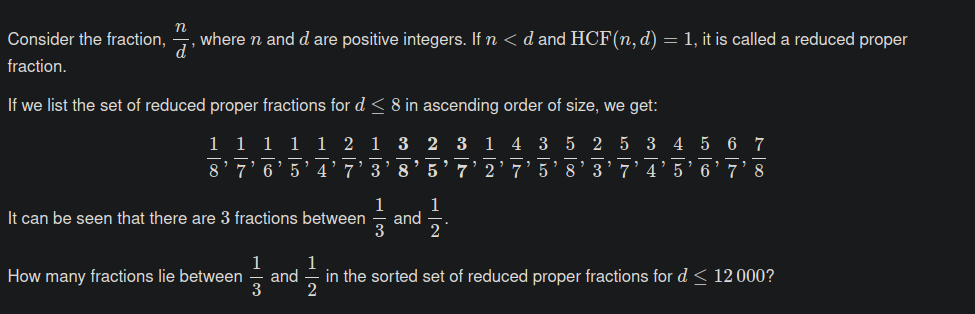 Consider the fraction, n/d, where n and d are positive integers. If n < d and HCF(n, d) = 1, it is called a reduced proper
fraction.
If we list the set of reduced proper fractions for d ≤ 8 in ascending order of size, we get:
1/8, 1/7, 1/6, 1/5, 1/4, 2/7, 1/3, 3/8, 2/5, 3/7, 1/2, 4/7, 3/5, 5/8, 2/3, 5/7, 3/4, 4/5, 5/6, 6/7, 7/8
It can be seen that there are 3 fractions between 1/3 and 1/2.
How many fractions lie between 1/3 and 1/2 in the sorted set of reduced proper fractions for d ≤ 12 000?